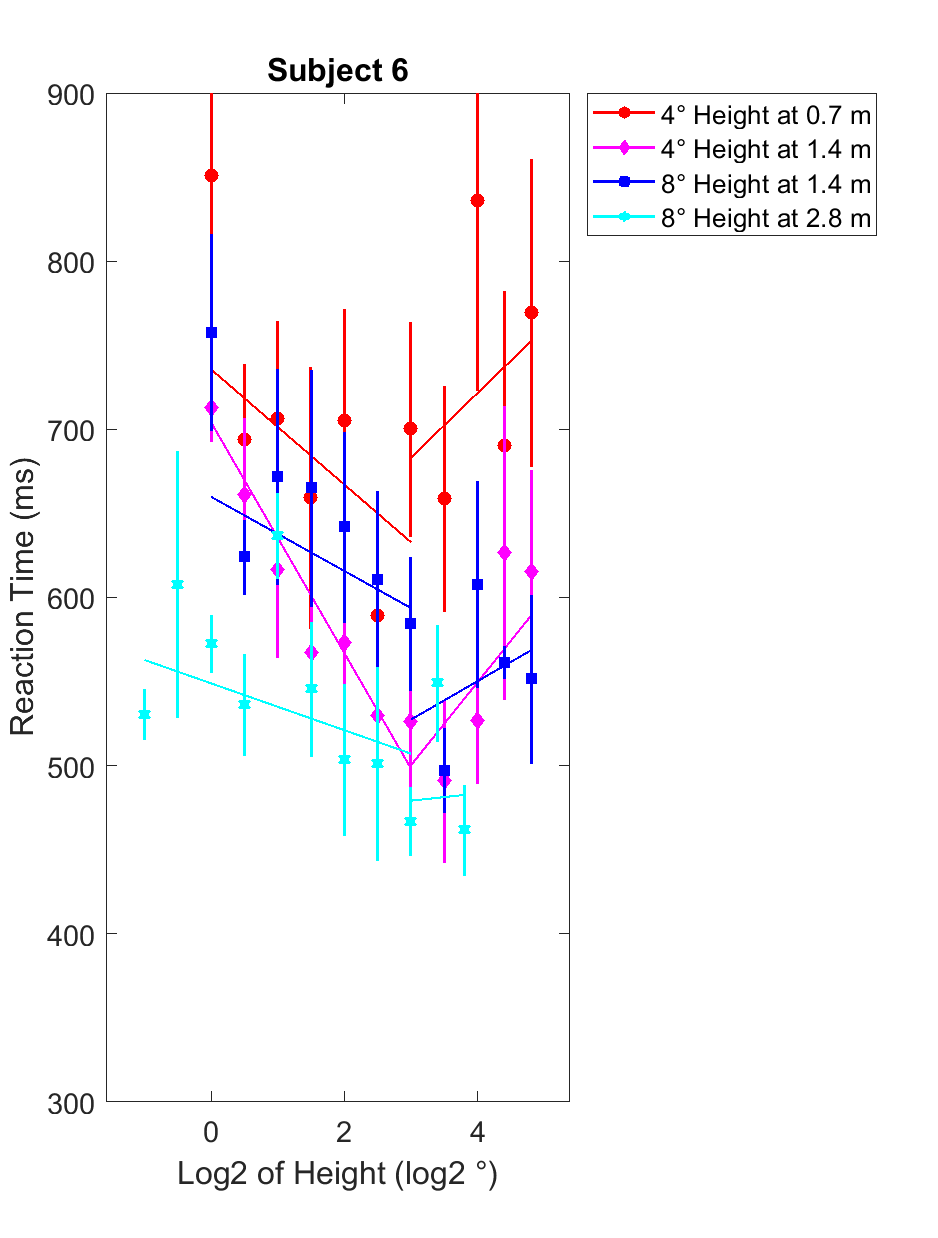 Subject 6
900
800
700
600
500
400
300
0 2 4
Reaction Time (ms)
Log2 of Height (log2 °)
4° Height at 0.7 m
4° Height at 1.4 m
8° Height at 1.4 m
8° Height at 2.8 m